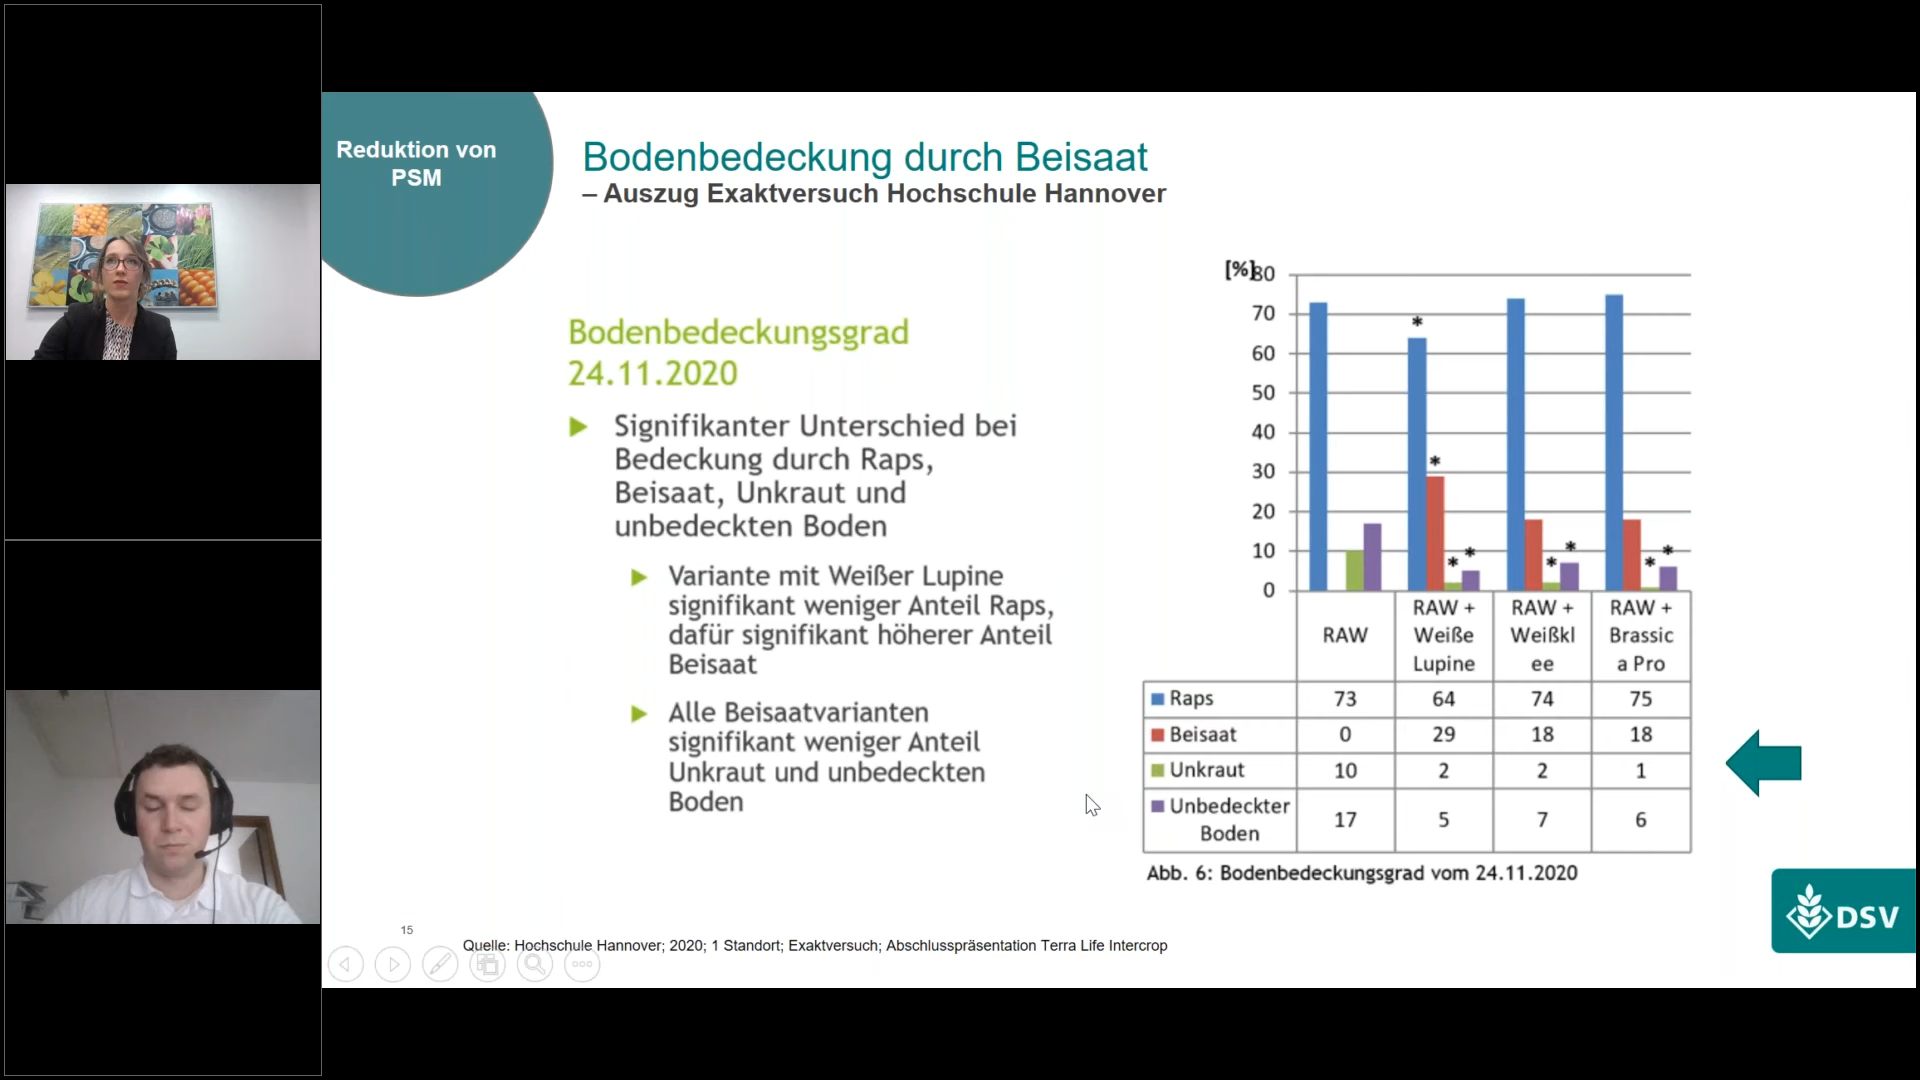 Reduktion von
PSM
Bodenbedeckung durch Beisaat
– Auszug Exaktversuch Hochschule Hannover
Bodenbedeckungsgrad
24.11.2020
Signifikanter Unterschied bei
Bedeckung durch Raps,
Beisaat, Unkraut und
unbedeckten Boden
Variante mit Weißer Lupine
signifikant weniger Anteil Raps,
dafür signifikant höherer Anteil
Beisaat
Alle Beisaatvarianten
signifikant weniger Anteil
Unkraut und unbedeckten
Boden
[%]
80
70
60
50
40
30
20
10
0
* * * * * * * *
RAW
RAW +
Weiße
Lupine
RAW +
Weißkl
ee
RAW +
Brassic
a Pro
Raps 73 64 74 75
Beisaat 0 29 18 18
Unkraut 10 2 2 1
Unbedeckter
Boden 17 5 7 6
Abb. 6: Bodenbedeckungsgrad vom 24.11.2020
DSV
15
Quelle: Hochschule Hannover; 2020; 1 Standort; Exaktversuch; Abschlusspräsentation Terra Life Intercrop